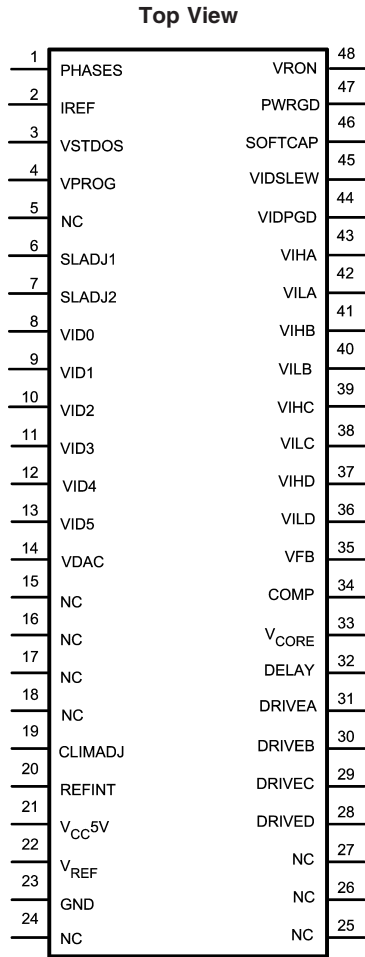 Top View
1 PHASES
2 IREF
3 VSTDOS
4 VPROG
5 NC
6 SLADJ1
7 SLADJ2
8 VID0
9 VID1
10 VID2
11 VID3
12 VID4
13 VID5
14 VDAC
15 NC
16 NC
17 NC
18 NC
19 CLIMADJ
20 REFINT
21 VCC5V
22 VREF
23 GND
24 NC
VRON 48
PWRGD 47
SOFTCAP 46
VIDSLEW 45
VIDPGD 44
VIHA 43
VILA 42
VIHB 41
VILB 40
VIHC 39
VILC 38
VIHD 37
VILD 36
VFB 35
COMP 34
VCORE 33
DELAY 32
DRIVEA 31
DRIVEB 30
DRIVEC 29
DRIVED 28
NC 27
NC 26
NC 25